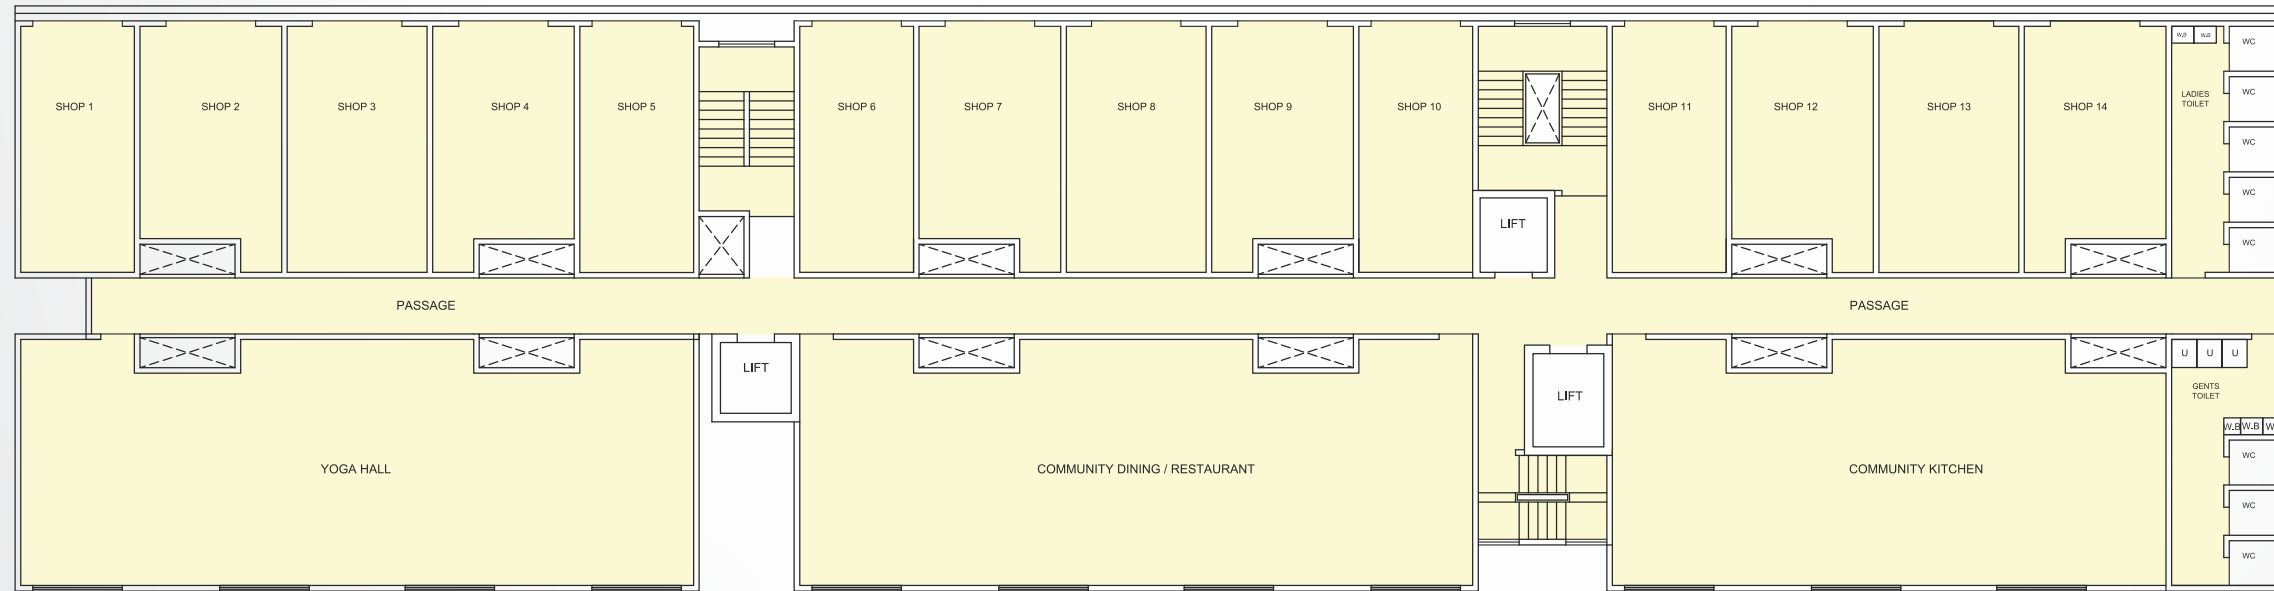 W.B W.B WC
SHOP 1 SHOP 2 SHOP 3 SHOP 4 SHOP 5 SHOP 6 SHOP 7 SHOP 8 SHOP 9 SHOP 10 SHOP 11 SHOP 12 SHOP 13 SHOP 14
LADIES
TOILET
WC
WC
WC
LIFT
WC
PASSAGE PASSAGE
LIFT
U U U
GENTS
TOILET
LIFT
W.B W.B W
WC
YOGA HALL COMMUNITY DINING / RESTAURANT COMMUNITY KITCHEN
WC
WC